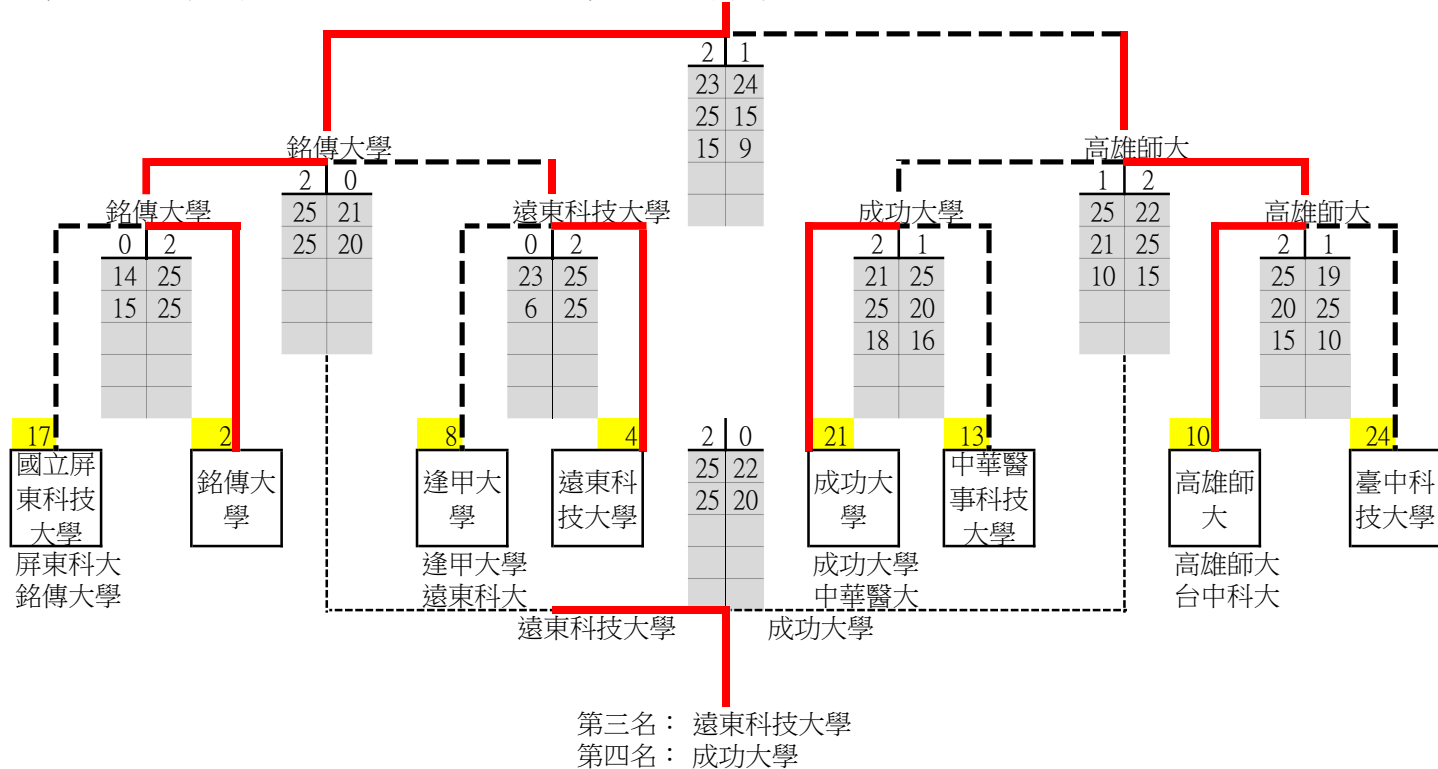 2 1
23 24
25 15
15 9
銘傳大學 高雄師大
2 0 1 2
25 21 25 22
25 20 21 25
10 15
銘傳大學 遠東科技大學 成功大學 高雄師大
0 2 0 2 2 1 2 1
14 25 23 25 21 25 25 19
15 25 6 25 25 20 20 25
18 16 15 10
17 2 8 4 21 13 10 24
國立屏
東科技
大學
銘傳大
學
逢甲大
學
遠東科
技大學
2 0
25 22
25 20
成功大
學
中華醫
事科技
大學
高雄師
大
臺中科
技大學
屏東科大 逢甲大學 成功大學 高雄師大
銘傳大學 遠東科大 中華醫大 台中科大
遠東科技大學 成功大學
第三名： 遠東科技大學
第四名： 成功大學